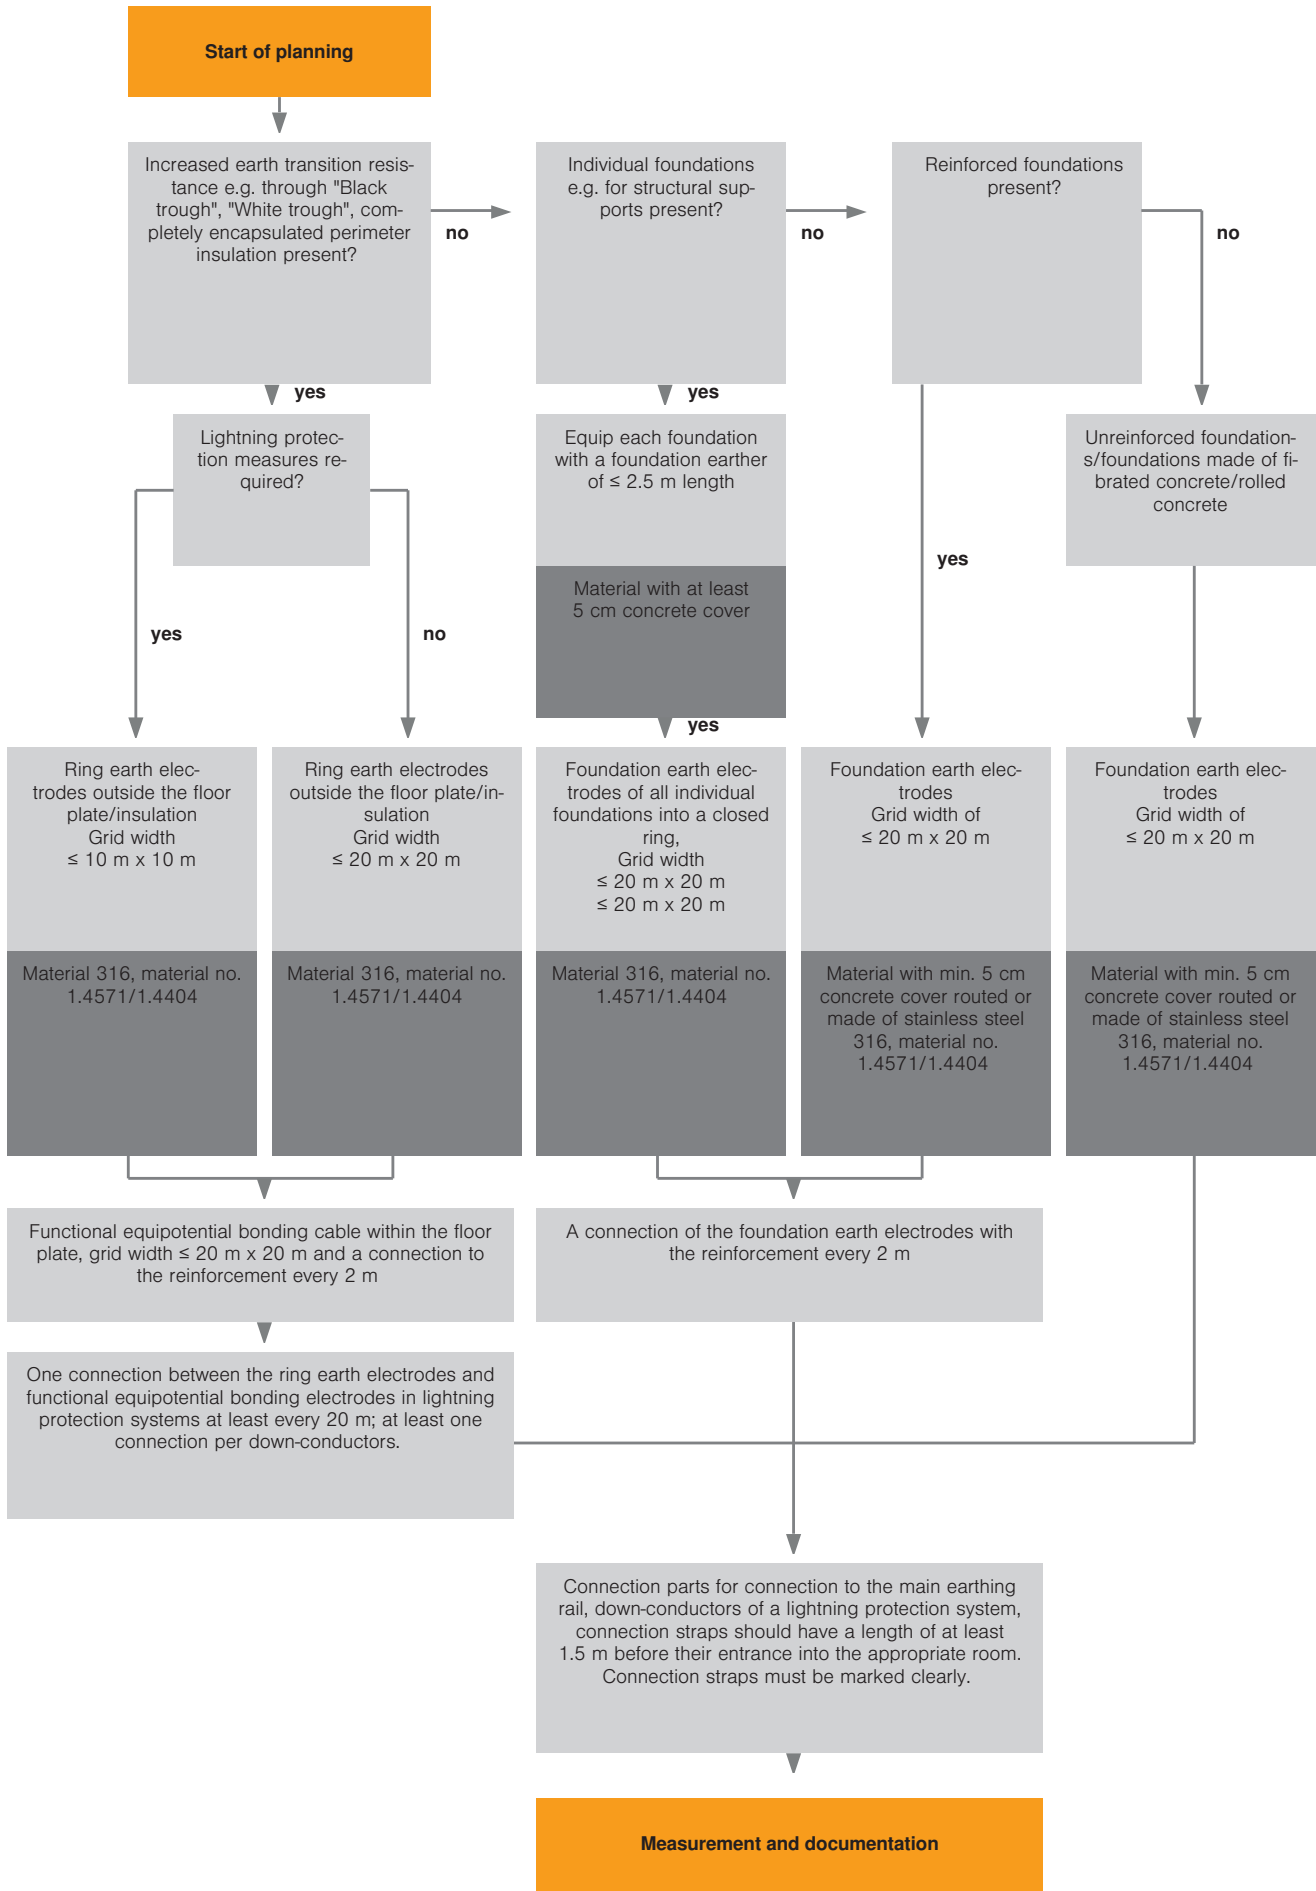 Start of planning
Increased earth transition resis-
tance e.g. through "Black
trough", "White trough", com-
pletely encapsulated perimeter
insulation present?
no
Individual foundations
e.g. for structural sup-
ports present?
no
Reinforced foundations
present?
no
yes
yes
Lightning protec-
tion measures re-
quired?
Equip each foundation
with a foundation earther
of ≤ 2.5 m length
Unreinforced foundation-
s/foundations made of fi-
brated concrete/rolled
concrete
yes
Material with at least
5 cm concrete cover
yes
no
yes
Ring earth elec-
trodes outside the floor
plate/insulation
Grid width
≤ 10 m x 10 m
Ring earth electrodes
outside the floor plate/in-
sulation
Grid width
≤ 20 m x 20 m
Foundation earth elec-
trodes of all individual
foundations into a closed
ring,
Grid width
≤ 20 m x 20 m
≤ 20 m x 20 m
Foundation earth elec-
trodes
Grid width of
≤ 20 m x 20 m
Foundation earth elec-
trodes
Grid width of
≤ 20 m x 20 m
Material 316, material no.
1.4571/1.4404
Material 316, material no.
1.4571/1.4404
Material 316, material no.
1.4571/1.4404
Material with min. 5 cm
concrete cover routed or
made of stainless steel
316, material no.
1.4571/1.4404
Material with min. 5 cm
concrete cover routed or
made of stainless steel
316, material no.
1.4571/1.4404
Functional equipotential bonding cable within the floor
plate, grid width ≤ 20 m x 20 m and a connection to
the reinforcement every 2 m
A connection of the foundation earth electrodes with
the reinforcement every 2 m
One connection between the ring earth electrodes and
functional equipotential bonding electrodes in lightning
protection systems at least every 20 m; at least one
connection per down-conductors.
Connection parts for connection to the main earthing
rail, down-conductors of a lightning protection system,
connection straps should have a length of at least
1.5 m before their entrance into the appropriate room.
Connection straps must be marked clearly.
Measurement and documentation